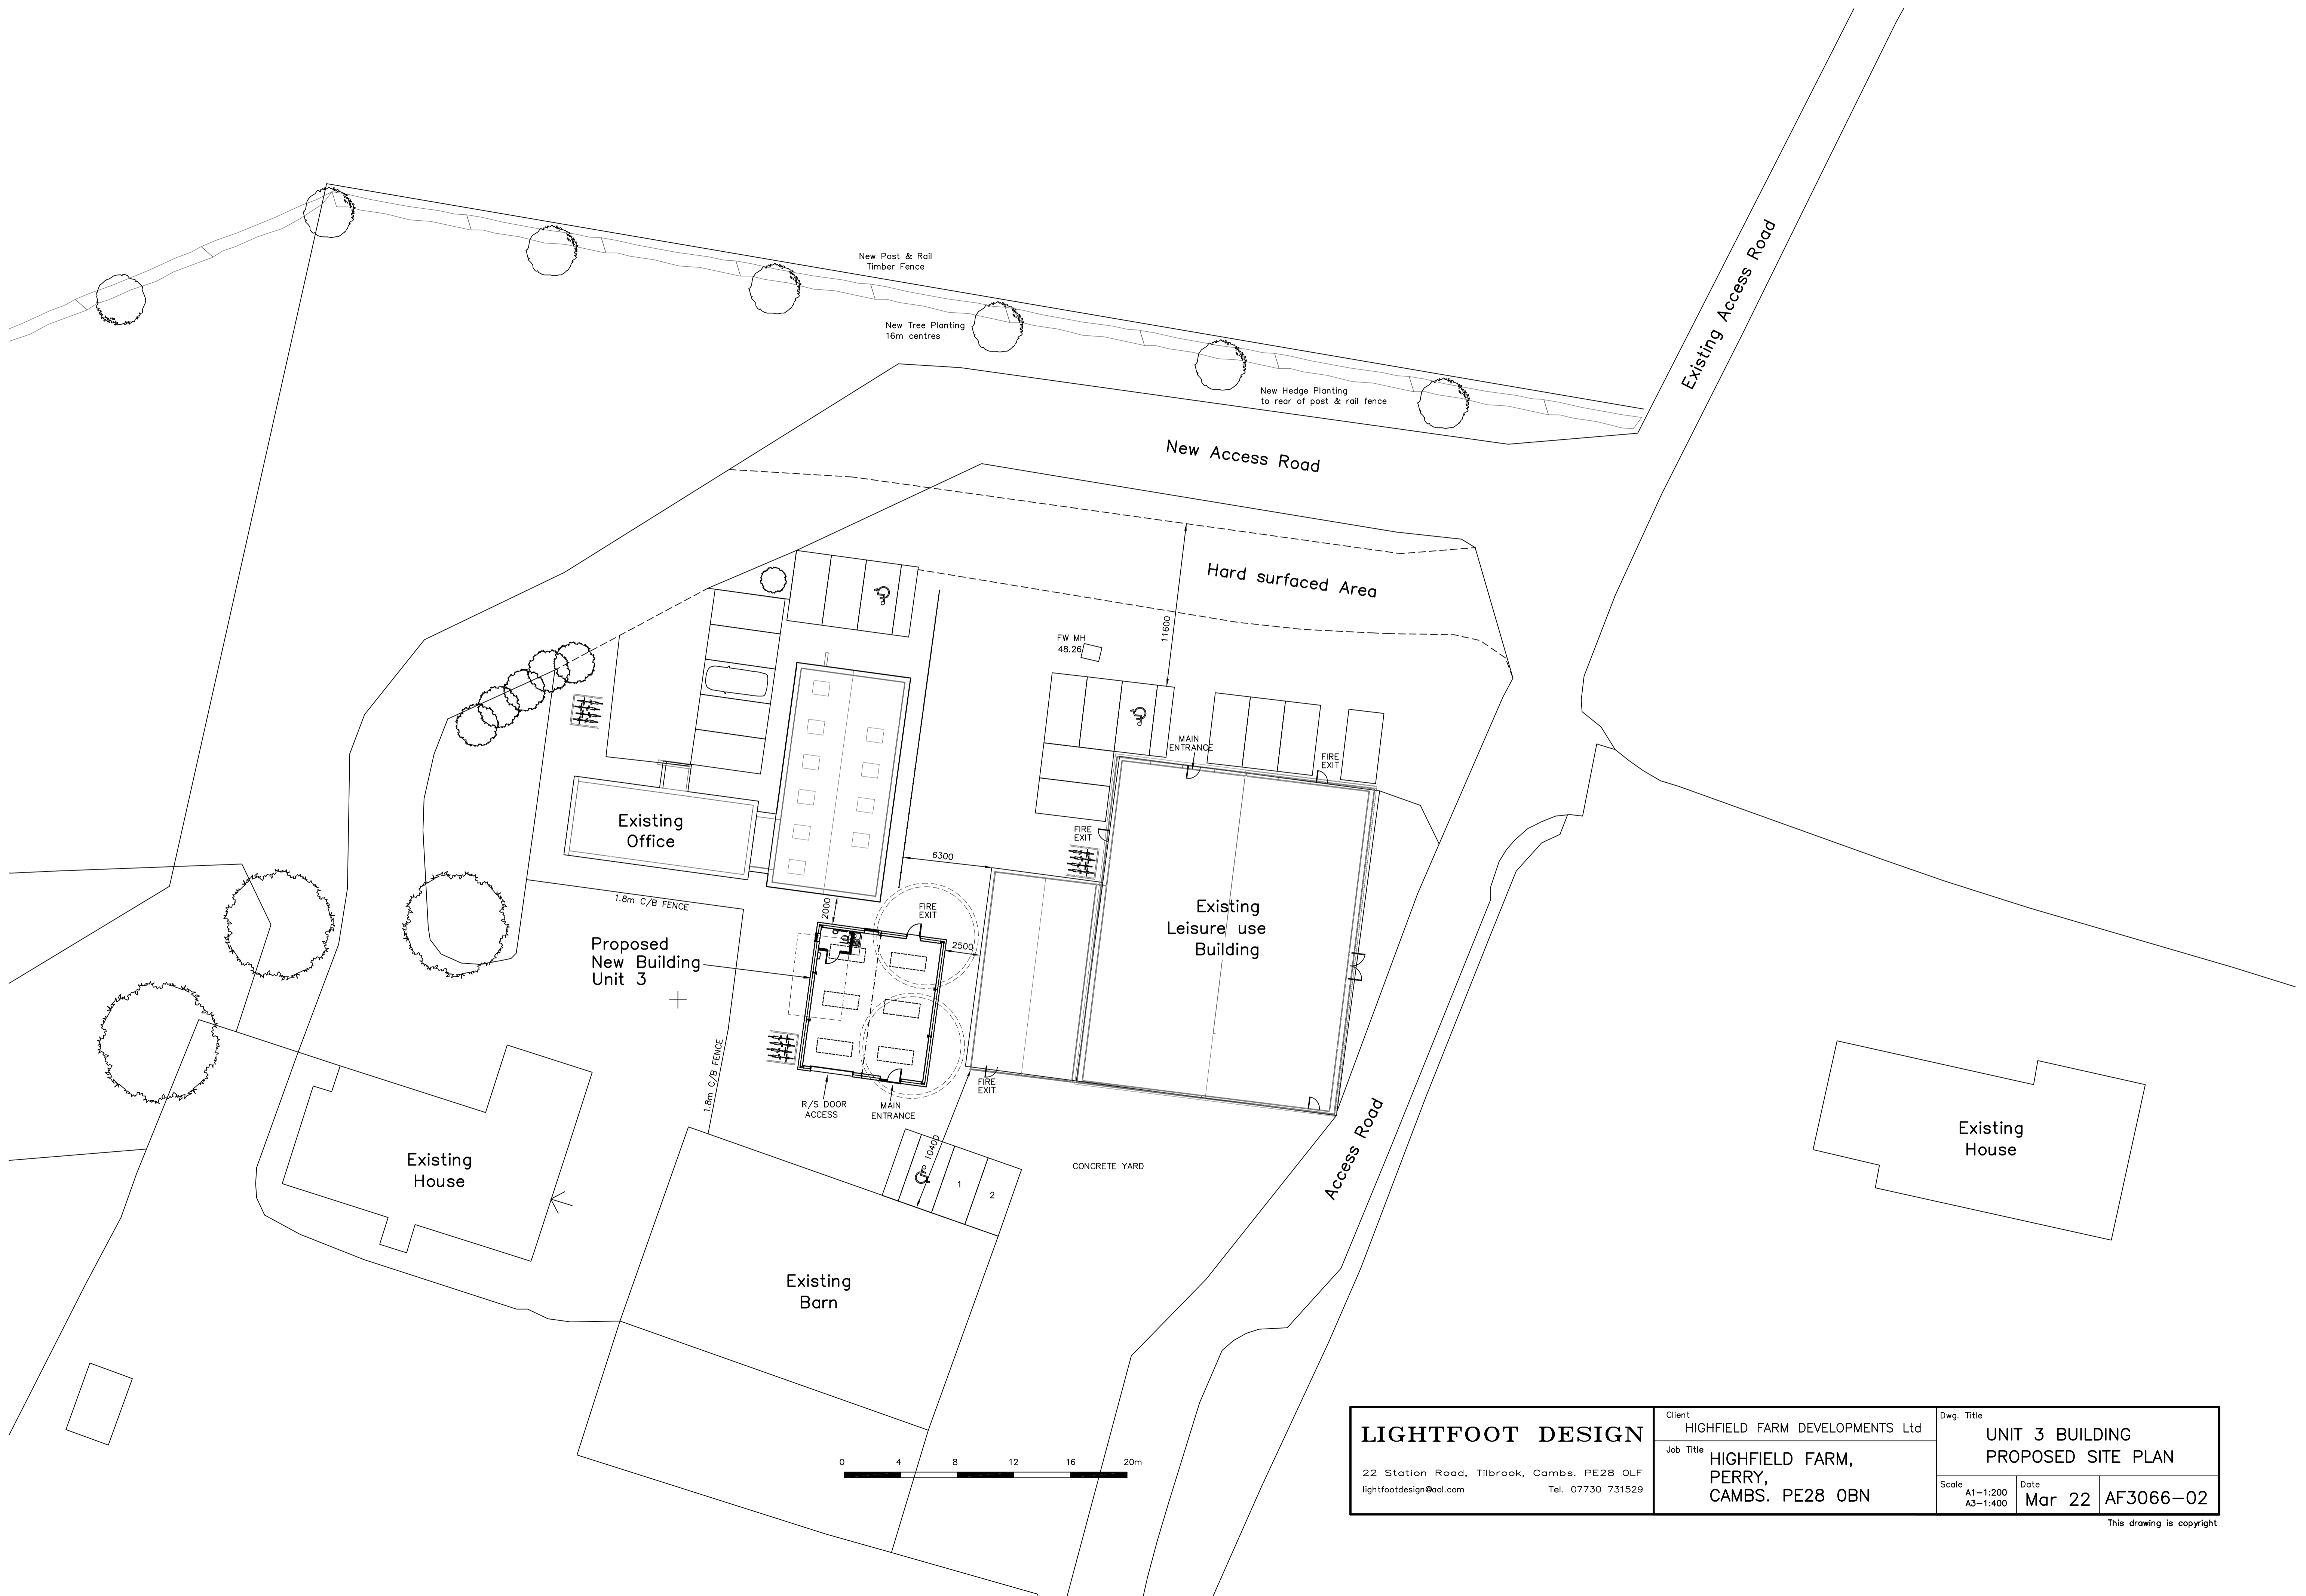 New Post & Rail
Timber Fence
New Tree Planting
16m centres
New Hedge Planting
to rear of post & rail fence
Existing Access Road
New Access Road
Hard surfaced Area
11600
FW MH
48.26
MAIN
ENTRANCE
FIRE
EXIT
FIRE
EXIT
Existing
Office
6300
1.8m C/B FENCE
2000
FIRE
EXIT
2500
Existing
Leisure use
Building
Proposed
New Building
Unit 3
1.8m C/B FENCE
R/S DOOR
ACCESS
MAIN
ENTRANCE
FIRE
EXIT
10400
1
2
CONCRETE YARD
Access Road
Existing
House
Existing
House
Existing
Barn
0 4 8 12 16 20m
LIGHTFOOT DESIGN
22 Station Road, Tilbrook, Cambs. PE28 0LF
lightfootdesign@aol.com Tel. 07730 731529
Client
HIGHFIELD FARM DEVELOPMENTS Ltd
Job Title
HIGHFIELD FARM,
PERRY,
CAMBS. PE28 0BN
Dwg. Title
UNIT 3 BUILDING
PROPOSED SITE PLAN
Scale
A1-1:200
A3-1:400
Date
Mar 22
AF3066-02
This drawing is copyright